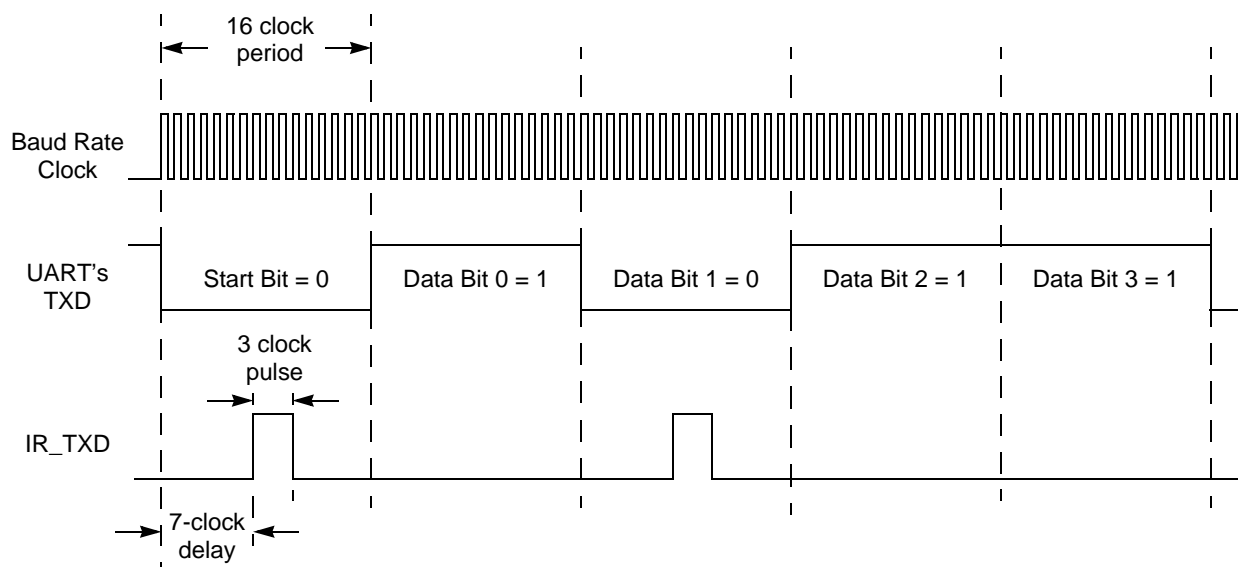 16 clock
period
Baud Rate
Clock
UART's
TXD
Start Bit = 0
Data Bit 0 = 1
Data Bit 1 = 0
Data Bit 2 = 1
Data Bit 3 = 1
3 clock
pulse
IR_TXD
7-clock
delay